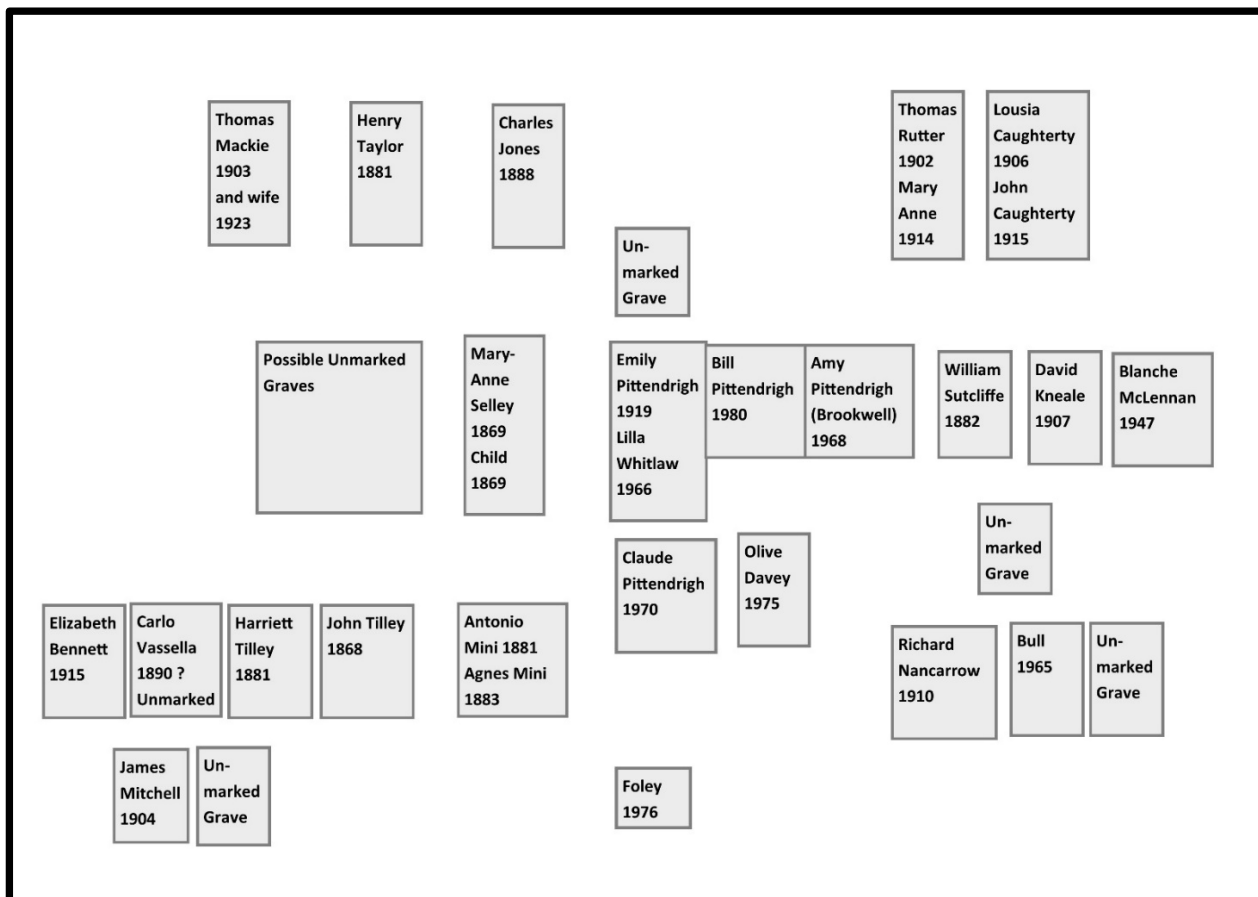 Thomas
Mackie
1903
and wife
1923
Henry
Taylor
1881
Charles
Jones
1888
Thomas
Rutter
1902
Mary
Anne
1914
Lousia
Caughterty
1906
John
Caughterty
1915
Un-
marked
Grave
Possible Unmarked
Graves
Mary-
Anne
Selley
1869
Child
1869
Emily
Pittendrigh
1919
Lilla
Whitlaw
1966
Bill
Pittendrigh
1980
Amy
Pittendrigh
(Brookwell)
1968
William
Sutcliffe
1882
David
Kneale
1907
Blanche
McLennan
1947
Un-
marked
Grave
Claude
Pittendrigh
1970
Olive
Davey
1975
Elizabeth
Bennett
1915
Carlo
Vassella
1890 ?
Unmarked
Harriett
Tilley
1881
John Tilley
1868
Antonio
Mini 1881
Agnes Mini
1883
Richard
Nancarrow
1910
Bull
1965
Un-
marked
Grave
James
Mitchell
1904
Un-
marked
Grave
Foley
1976